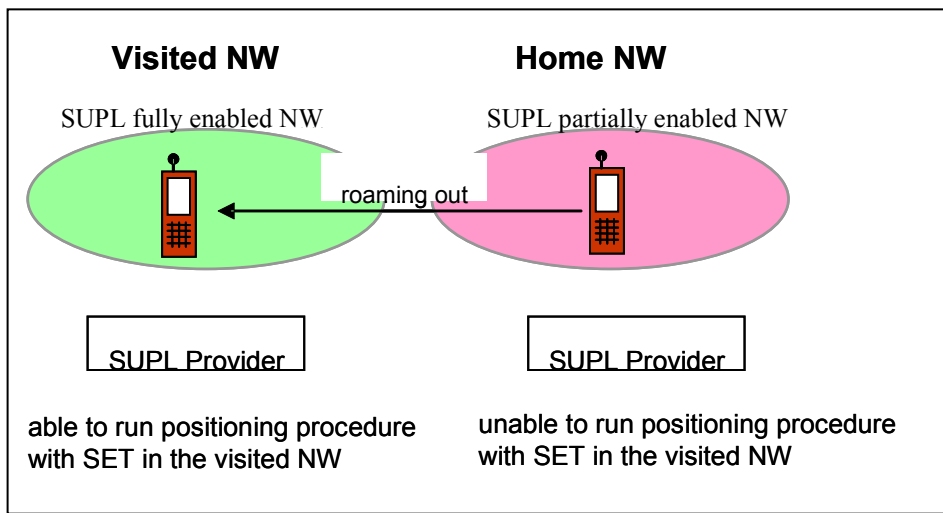 Visited NW
Home NW
SUPL fully enabled NW
SUPL partially enabled NW
roaming out
SUPL Provider
SUPL Provider
able to run positioning procedure
with SET in the visited NW
unable to run positioning procedure
with SET in the visited NW